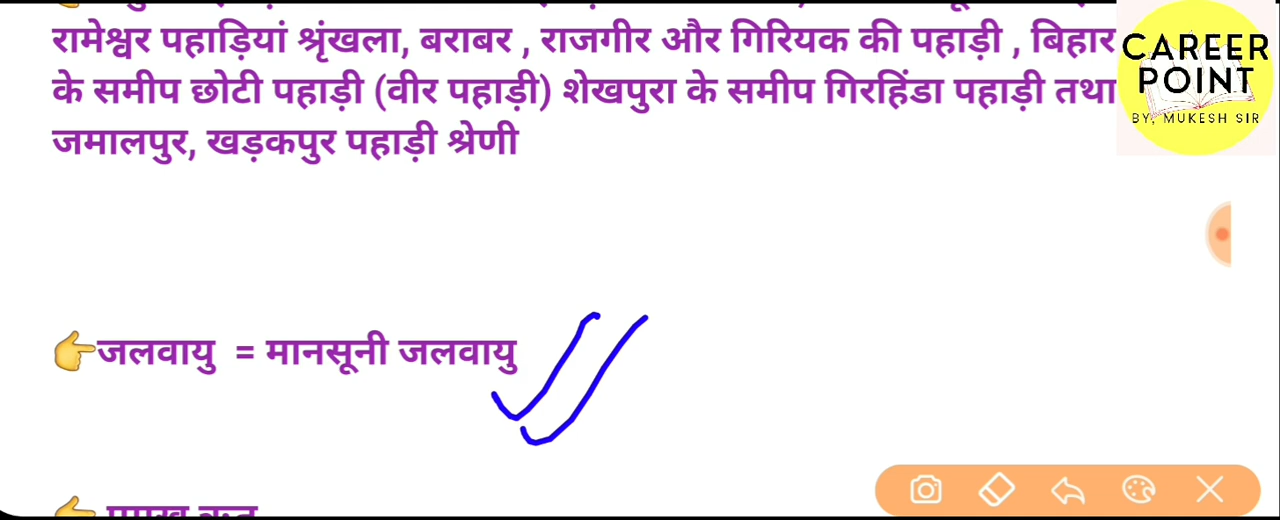 रामेश्वर पहाड़ियां श्रृंखला, बराबर , राजगीर और गिरियक की पहाड़ी , बिहार
के समीप छोटी पहाड़ी (वीर पहाड़ी) शेखपुरा के समीप गिरहिंडा पहाड़ी तथा
जमालपुर, खड़कपुर पहाड़ी श्रेणी
CAREER
POINT
BY, MUKESH SIR
👉जलवायु = मानसूनी जलवायु